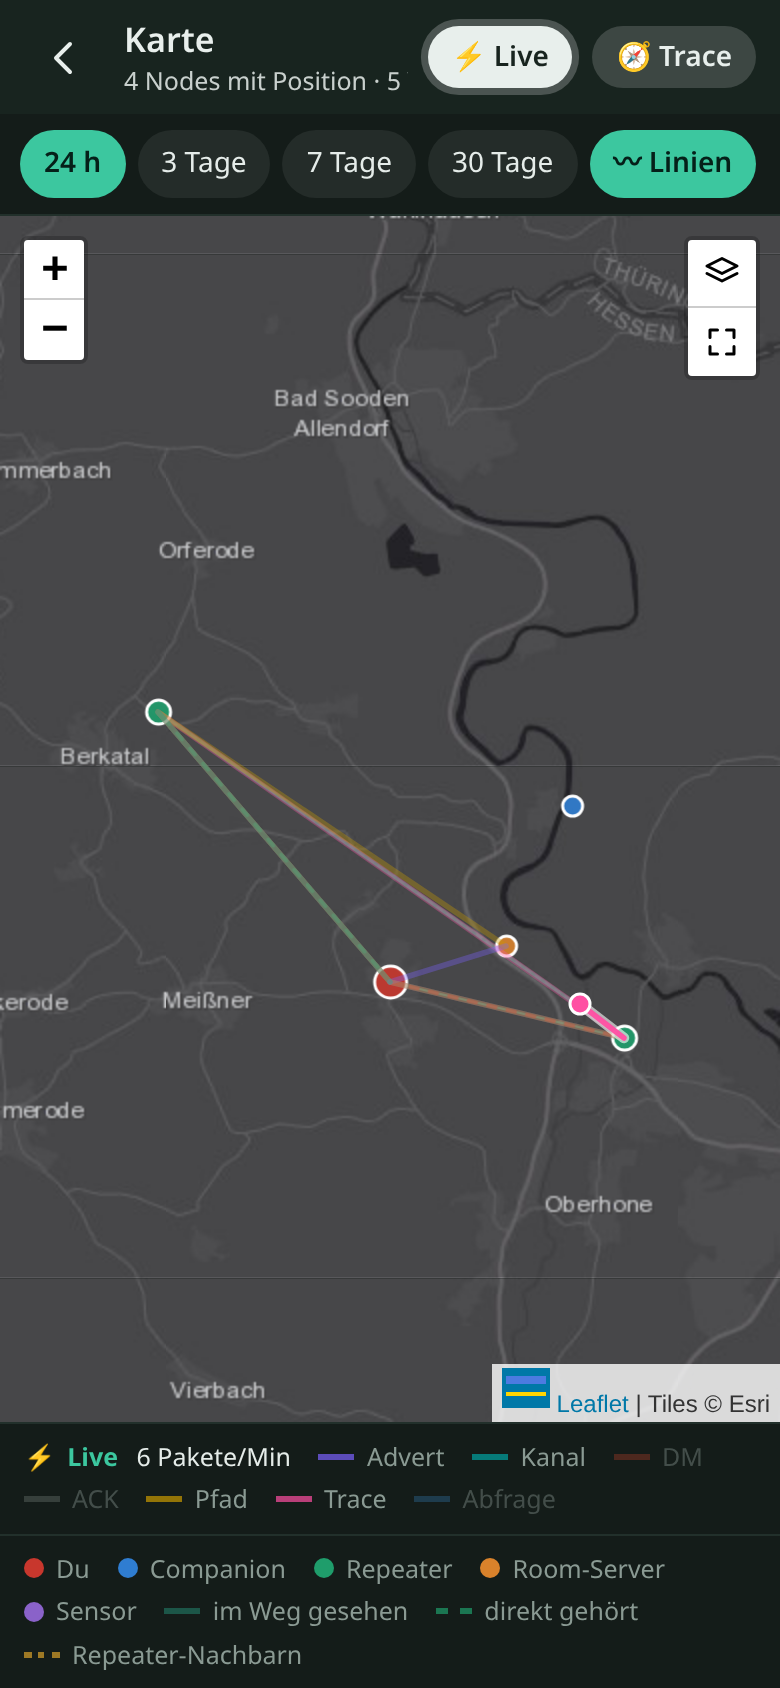 Karte
4 Nodes mit Position · 5
⚡ Live
🧭 Trace
24 h
3 Tage
7 Tage
30 Tage
Linien
+
−
THÜRIN
HESSEN
Bad Sooden
Allendorf
mmerbach
Orferode
Berkatal
kerode
Meißner
merode
Oberhone
Vierbach
Leaflet | Tiles © Esri
⚡ Live 6 Pakete/Min Advert Kanal DM
ACK Pfad Trace Abfrage
Du Companion Repeater Room-Server
Sensor im Weg gesehen direkt gehört
Repeater-Nachbarn